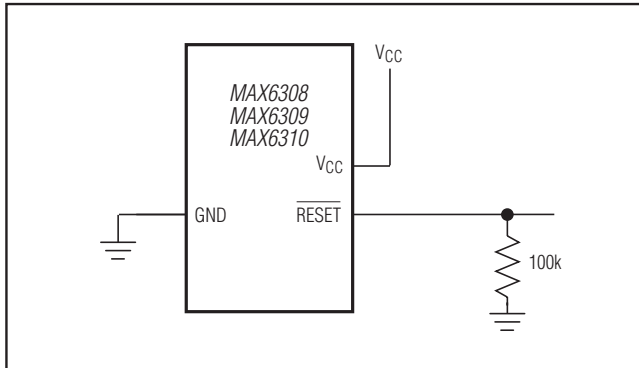 VCC
MAX6308
MAX6309
MAX6310
VCC
GND
RESET
100k